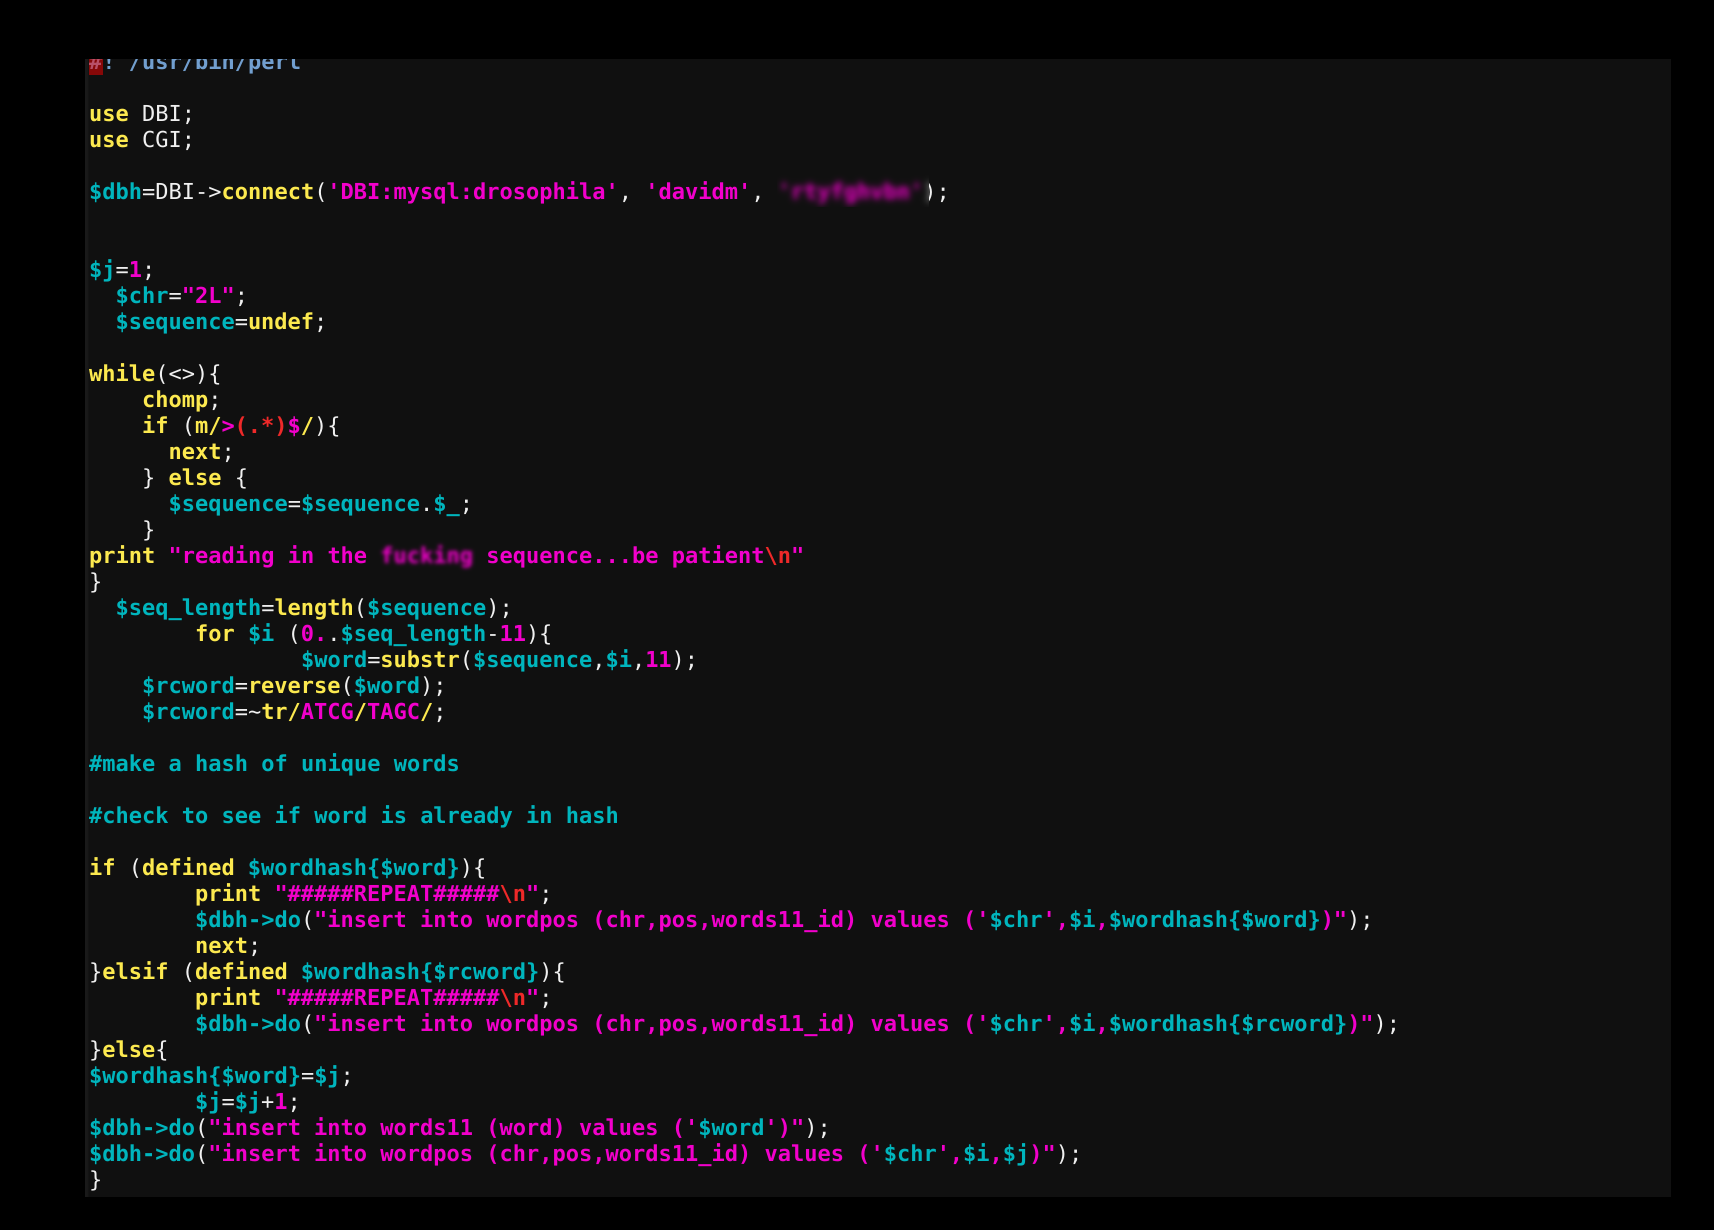 #! /usr/bin/perl

use DBI;
use CGI;

$dbh=DBI->connect('DBI:mysql:drosophila', 'davidm', );


$j=1;
  $chr="2L";
  $sequence=undef;

while(<>){
    chomp;
    if (m/>(.*)$/){
      next;
    } else {
      $sequence=$sequence.$_;
    }
print "reading in the fucking sequence...be patient\n"
}
  $seq_length=length($sequence);
        for $i (0..$seq_length-11){
                $word=substr($sequence,$i,11);
    $rcword=reverse($word);
    $rcword=~tr/ATCG/TAGC/;

#make a hash of unique words

#check to see if word is already in hash

if (defined $wordhash{$word}){
        print "#####REPEAT#####\n";
        $dbh->do("insert into wordpos (chr,pos,words11_id) values ('$chr',$i,$wordhash{$word})");
        next;
}elsif (defined $wordhash{$rcword}){
        print "#####REPEAT#####\n";
        $dbh->do("insert into wordpos (chr,pos,words11_id) values ('$chr',$i,$wordhash{$rcword})");
}else{
$wordhash{$word}=$j;
        $j=$j+1;
$dbh->do("insert into words11 (word) values ('$word')");
$dbh->do("insert into wordpos (chr,pos,words11_id) values ('$chr',$i,$j)");
}